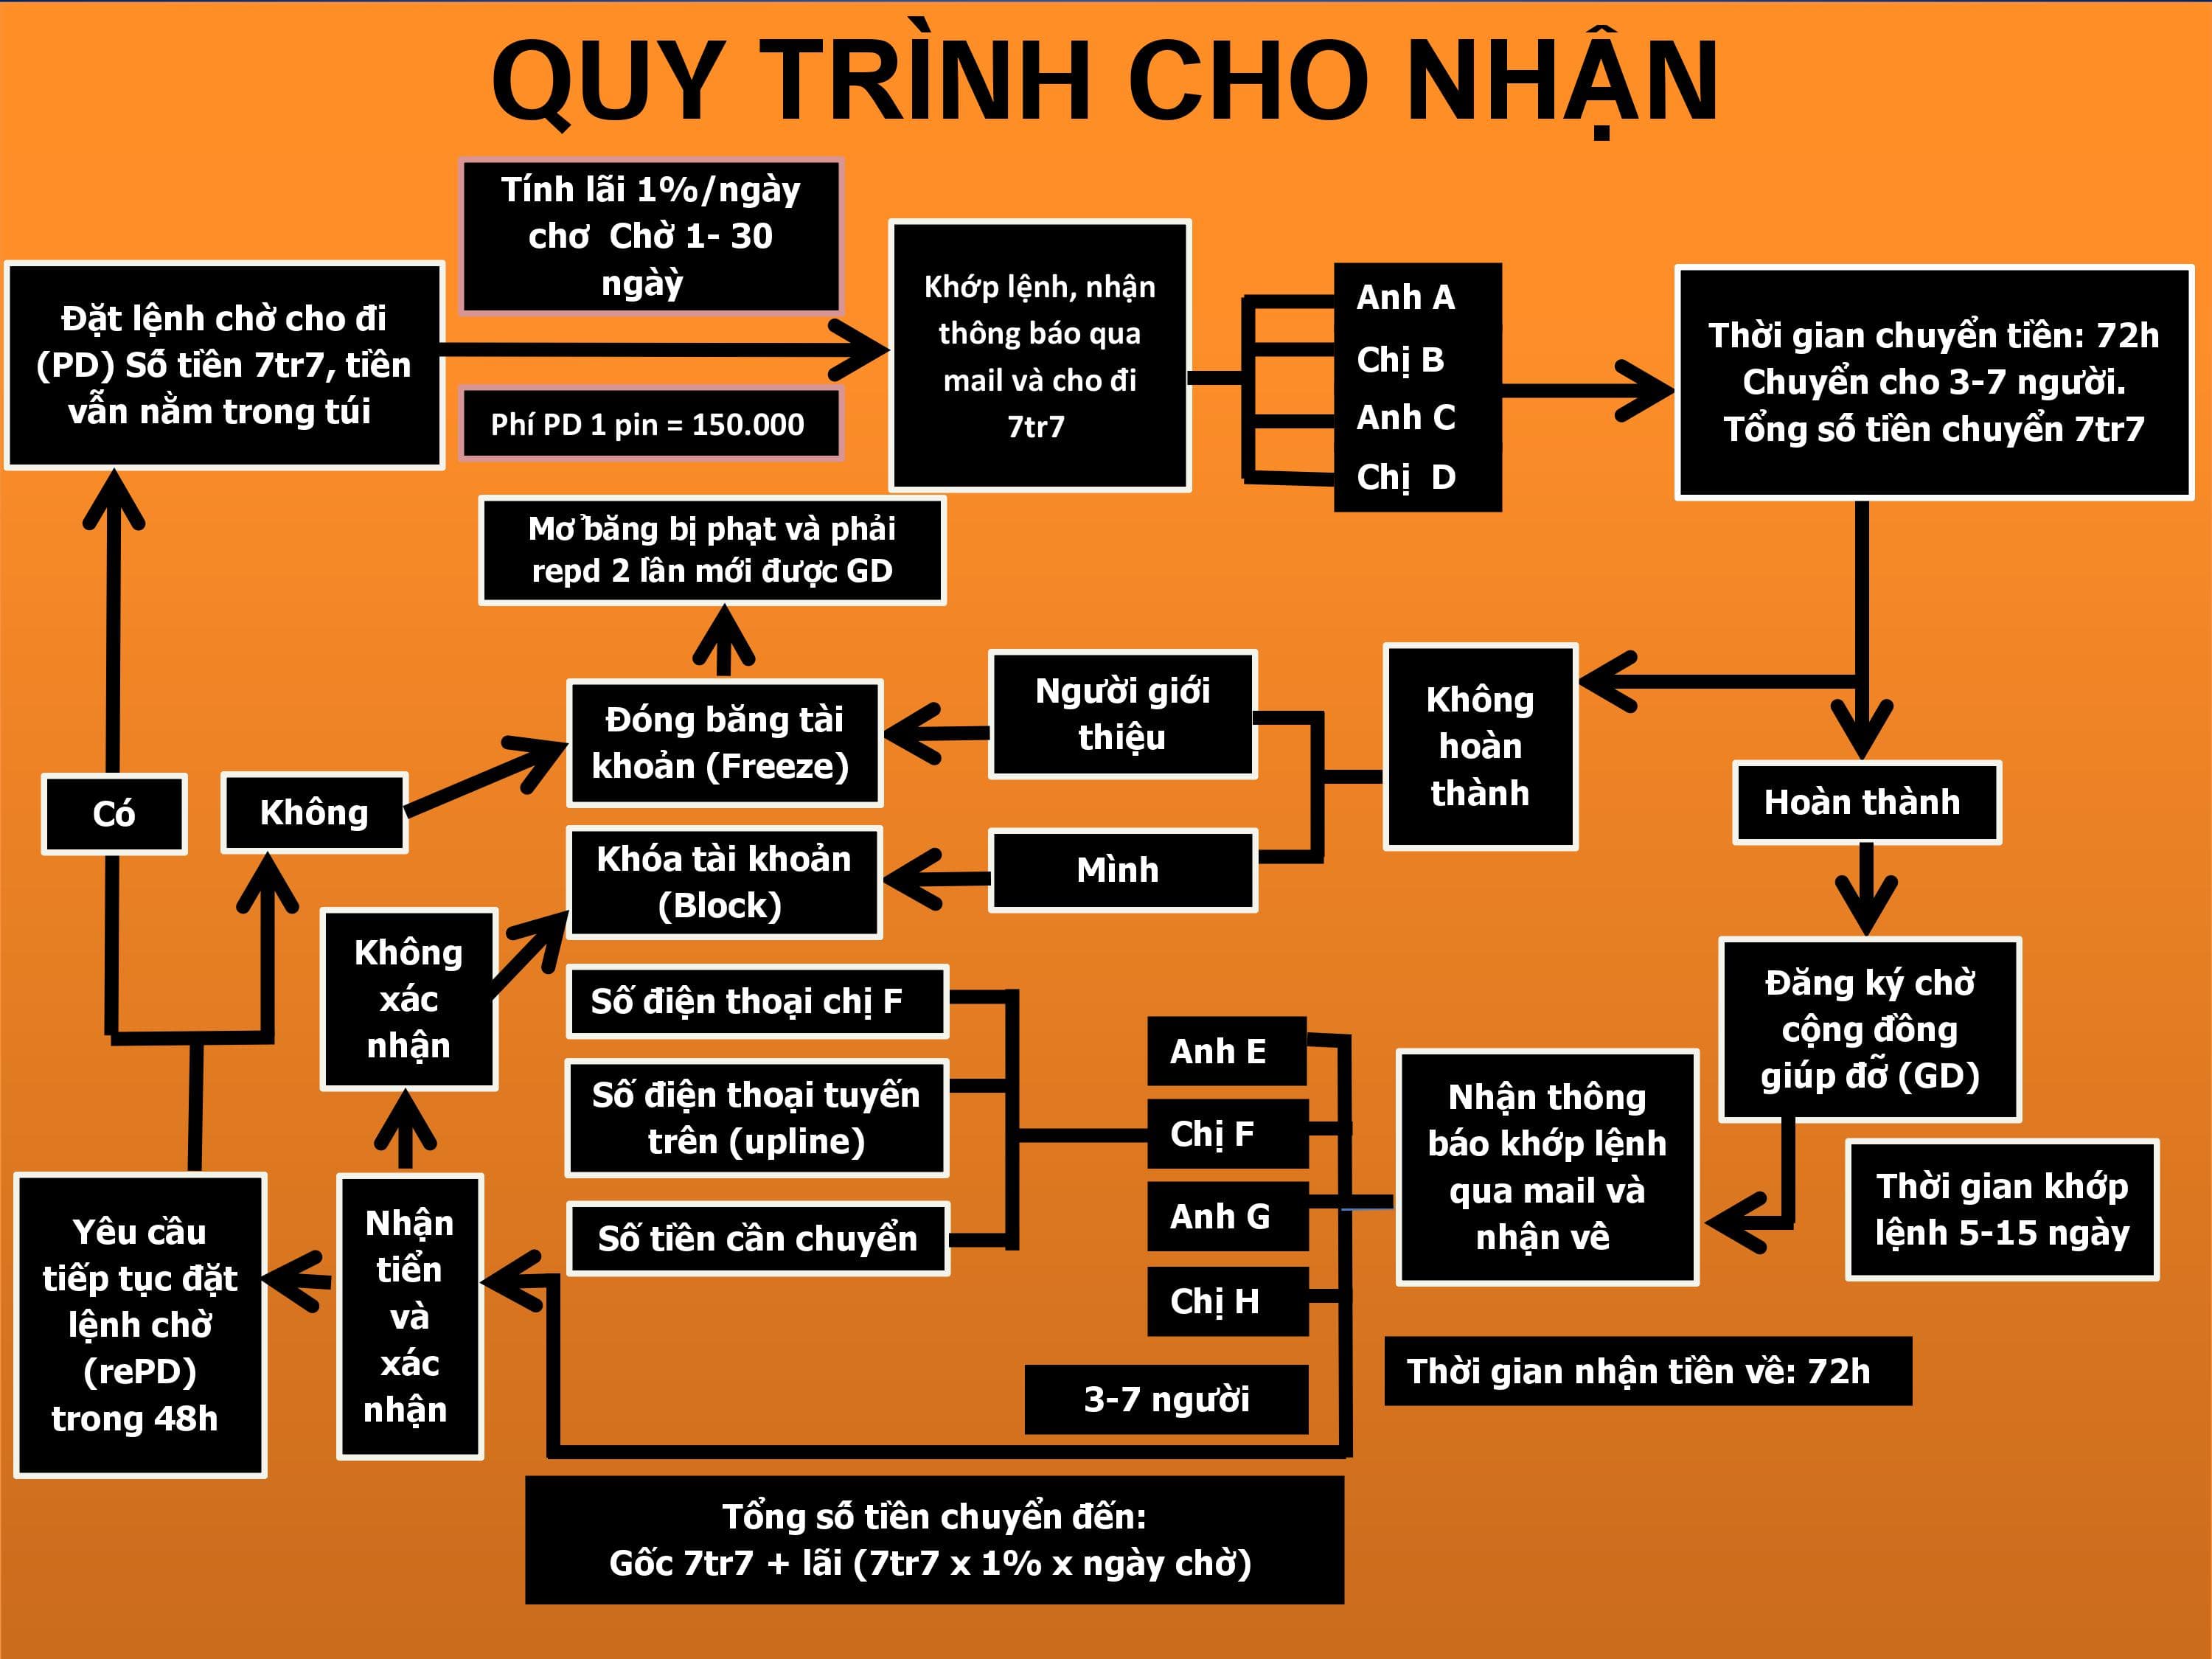 QUY TRÌNH CHO NHẬN
Tính lãi 1%/ngày
chơ Chờ 1- 30
ngàỳ
Đặt lệnh chờ cho đi
(PD) Số tiền 7tr7, tiền
vẫn nằm trong túi
Phí PD 1 pin = 150.000
Khớp lệnh, nhận
thông báo qua
mail và cho đi
7tr7
Anh A
Chị B
Anh C
Chị D
Thời gian chuyển tiền: 72h
Chuyển cho 3-7 người.
Tổng số tiền chuyển 7tr7
Mở băng bị phạt và phải
repd 2 lần mới được GD
Người giới
thiệu
Không
hoàn
thành
Đóng băng tài
khoản (Freeze)
Có
Không
Hoàn thành
Khóa tài khoản
(Block)
Mình
Không
xác
nhận
Số điện thoại chị F
Đăng ký chờ
cộng đồng
giúp đỡ (GD)
Anh E
Chị F
Anh G
Chị H
Số điện thoại tuyến
trên (upline)
Số tiền cần chuyển
Nhận thông
báo khớp lệnh
qua mail và
nhận về
Thời gian khớp
lệnh 5-15 ngày
Yêu cầu
tiếp tục đặt
lệnh chờ
(rePD)
trong 48h
Nhận
tiển
và
xác
nhận
3-7 người
Thời gian nhận tiền về: 72h
Tổng số tiền chuyển đến:
Gốc 7tr7 + lãi (7tr7 x 1% x ngày chờ)